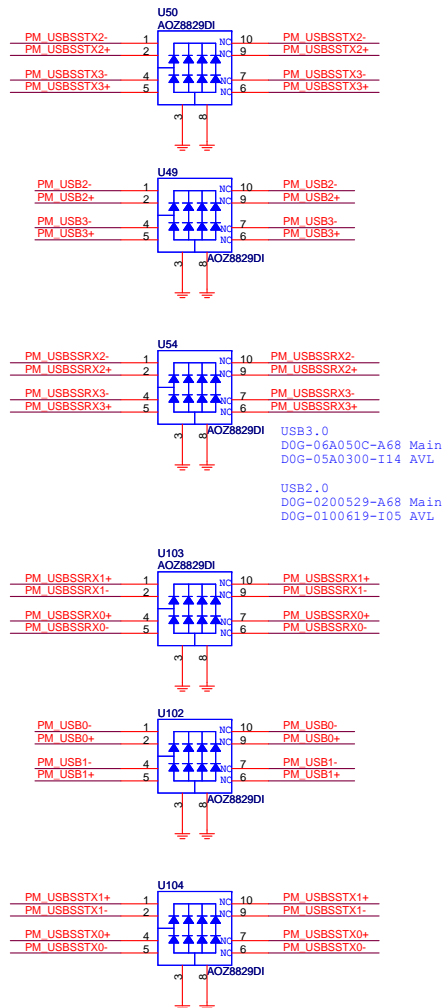 U50
AOZ8829DI
PM_USBSSTX2- 1 NC 10 PM_USBSSTX2-
PM_USBSSTX2+ 2 NC 9 PM_USBSSTX2+
PM_USBSSTX3- 4 NC 7 PM_USBSSTX3-
PM_USBSSTX3+ 5 NC 6 PM_USBSSTX3+
3 8
U49
PM_USB2- 1 NC 10 PM_USB2-
PM_USB2+ 2 NC 9 PM_USB2+
PM_USB3- 4 NC 7 PM_USB3-
PM_USB3+ 5 NC 6 PM_USB3+
AOZ8829DI
3 8
U54
PM_USBSSRX2- 1 NC 10 PM_USBSSRX2-
PM_USBSSRX2+ 2 NC 9 PM_USBSSRX2+
PM_USBSSRX3- 4 NC 7 PM_USBSSRX3-
PM_USBSSRX3+ 5 NC 6 PM_USBSSRX3+
AOZ8829DI
3 8
USB3.0
D0G-06A050C-A68 Main
D0G-05A0300-I14 AVL
USB2.0
D0G-0200529-A68 Main
D0G-0100619-I05 AVL
U103
AOZ8829DI
PM_USBSSRX1+ 1 NC 10 PM_USBSSRX1+
PM_USBSSRX1- 2 NC 9 PM_USBSSRX1-
PM_USBSSRX0+ 4 NC 7 PM_USBSSRX0+
PM_USBSSRX0- 5 NC 6 PM_USBSSRX0-
3 8
U102
PM_USB0- 1 NC 10 PM_USB0-
PM_USB0+ 2 NC 9 PM_USB0+
PM_USB1- 4 NC 7 PM_USB1-
PM_USB1+ 5 NC 6 PM_USB1+
AOZ8829DI
3 8
U104
PM_USBSSTX1+ 1 NC 10 PM_USBSSTX1+
PM_USBSSTX1- 2 NC 9 PM_USBSSTX1-
PM_USBSSTX0+ 4 NC 7 PM_USBSSTX0+
PM_USBSSTX0- 5 NC 6 PM_USBSSTX0-
AOZ8829DI
3 8